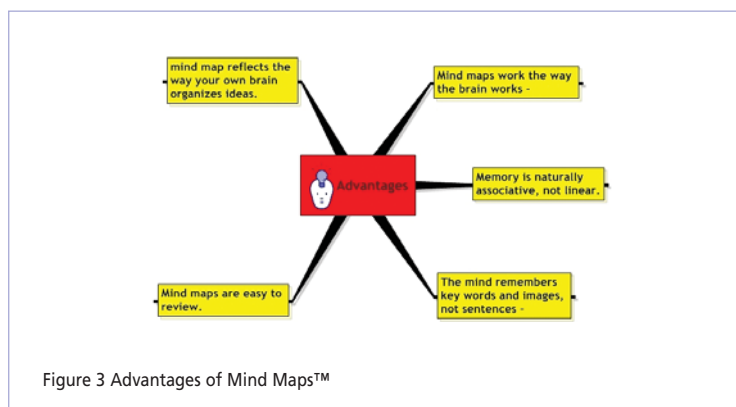 mind map reflects the
way your own brain
organizes ideas.
Mind maps work the way
the brain works -
Advantages
Memory is naturally
associative, not linear.
Mind maps are easy to
review.
The mind remembers
key words and images,
not sentences -
Figure 3 Advantages of Mind Maps™